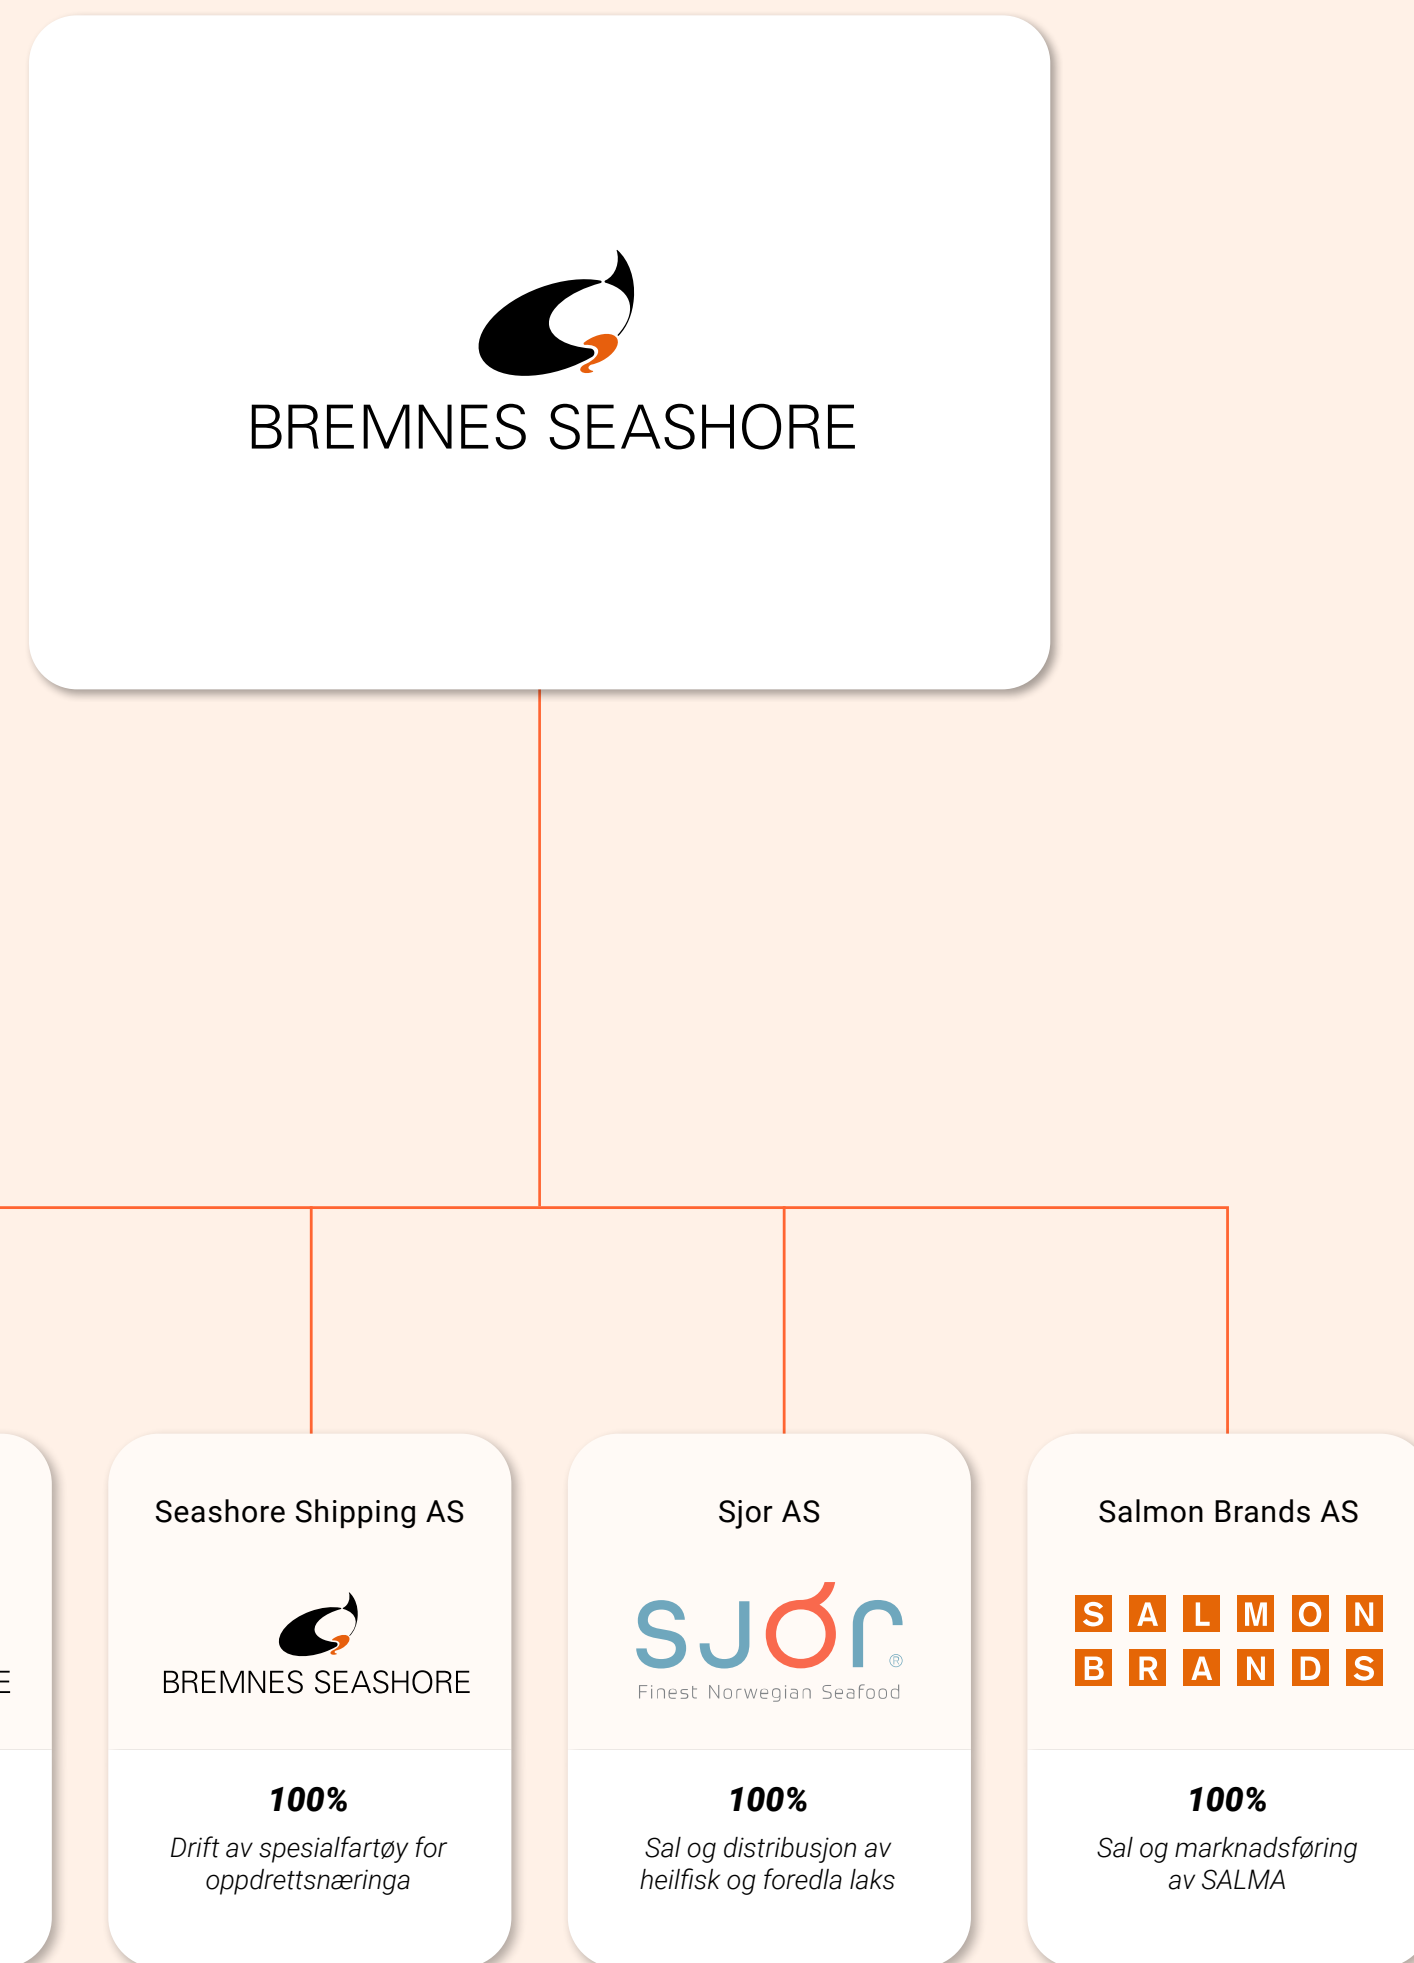 BREMNES SEASHORE
Seashore Shipping AS
BREMNES SEASHORE
100%
Drift av spesialfartøy for
oppdrettsnæringa
Sjor AS
sjór®
Finest Norwegian Seafood
100%
Sal og distribusjon av
heilfisk og foredla laks
Salmon Brands AS
SALMON
BRANDS
100%
Sal og marknadsføring
av SALMA